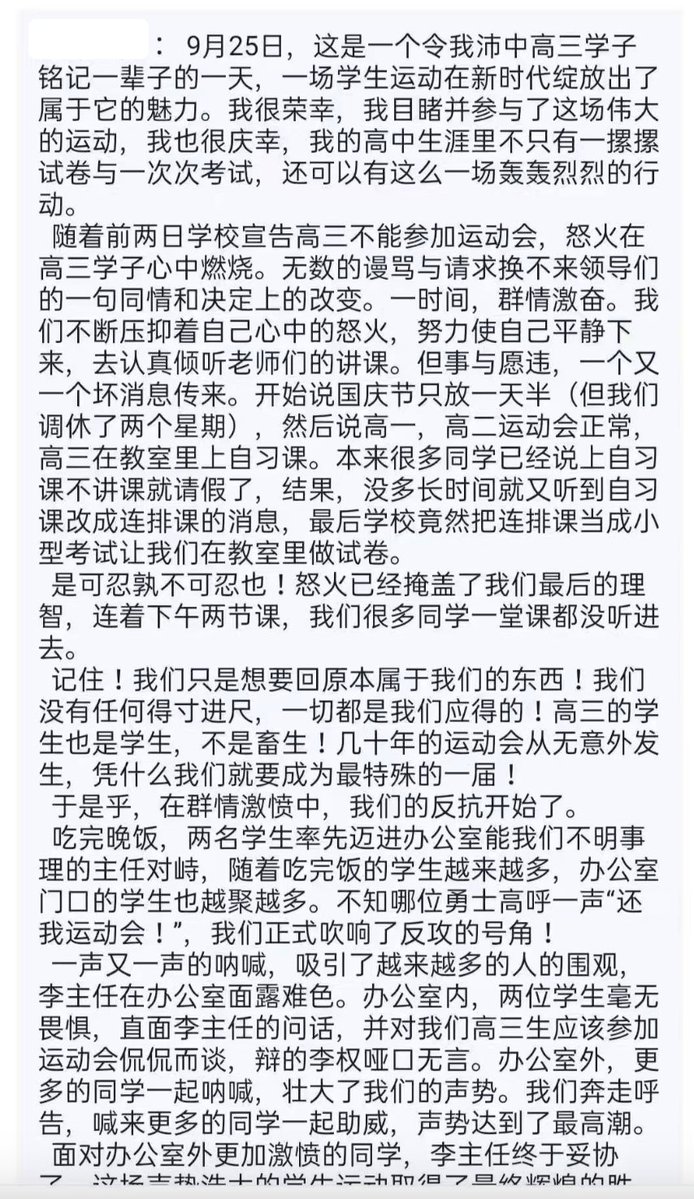 ： 9月25日，这是一个令我沛中高三学子
铭记一辈子的一天，一场学生运动在新时代绽放出了
属于它的魅力。我很荣幸，我目睹并参与了这场伟大
的运动，我也很庆幸，我的高中生涯里不只有一摞摞
试卷与一次次考试，还可以有这么一场轰轰烈烈的行
动。
随着前两日学校宣告高三不能参加运动会，怒火在
高三学子心中燃烧。无数的谩骂与请求换不来领导们
的一句同情和决定上的改变。一时间，群情激奋。我
们不断压抑着自己心中的怒火，努力使自己平静下
来，去认真倾听老师们的讲课。但事与愿违，一个又
一个坏消息传来。开始说国庆节只放一天半（但我们
调休了两个星期），然后说高一，高二运动会正常，
高三在教室里上自习课。本来很多同学已经说上自习
课不讲课就请假了，结果，没多长时间就又听到自习
课改成连排课的消息，最后学校竟然把连排课当成小
型考试让我们在教室里做试卷。
是可忍孰不可忍也！怒火已经掩盖了我们最后的理
智，连着下午两节课，我们很多同学一堂课都没听进
去。
记住！我们只是想要回原本属于我们的东西！我们
没有任何得寸进尺，一切都是我们应得的！高三的学
生也是学生，不是畜生！几十年的运动会从无意外发
生，凭什么我们就要成为最特殊的一届！
于是乎，在群情激愤中，我们的反抗开始了。
吃完晚饭，两名学生率先迈进办公室能我们不明事
理的主任对峙，随着吃完饭的学生越来越多，办公室
门口的学生也越聚越多。不知哪位勇士高呼一声“还
我运动会！”，我们正式吹响了反攻的号角！
一声又一声的呐喊，吸引了越来越多的人的围观，
李主任在办公室面露难色。办公室内，两位学生毫无
畏惧，直面李主任的问话，并对我们高三生应该参加
运动会侃侃而谈，辩的李权哑口无言。办公室外，更
多的同学一起呐喊，壮大了我们的声势。我们奔走呼
告，喊来更多的同学一起助威，声势达到了最高潮。
面对办公室外更加激愤的同学，李主任终于妥协
了。这场声势浩大的学生运动取得了最终辉煌的胜